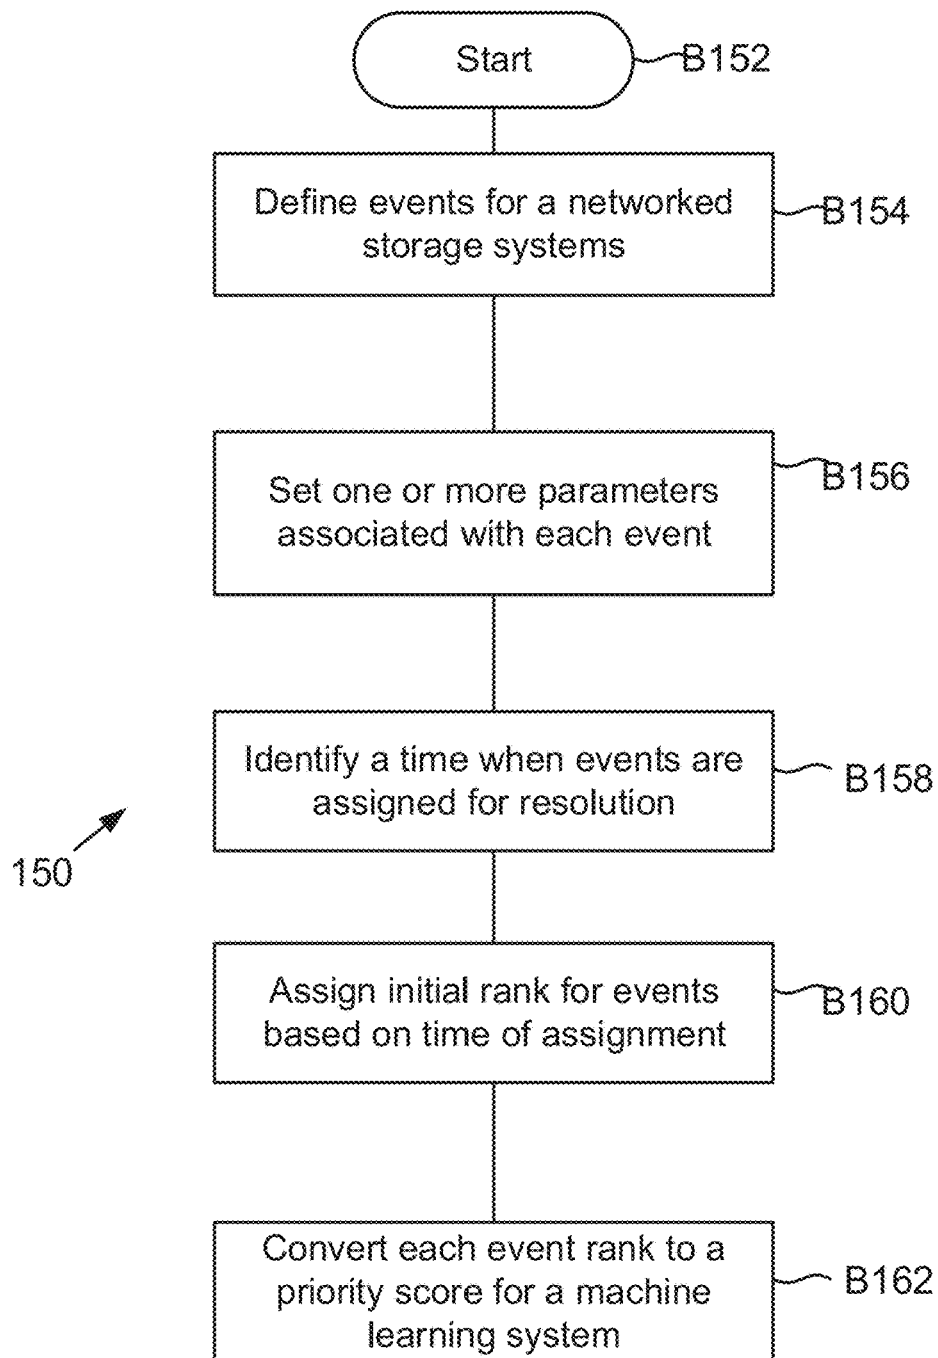 Start
B152
Define events for a networked
storage systems
B154
Set one or more parameters
associated with each event
B156
Identify a time when events are
assigned for resolution
B158
150
Assign initial rank for events
based on time of assignment
B160
Convert each event rank to a
priority score for a machine
learning system
B162